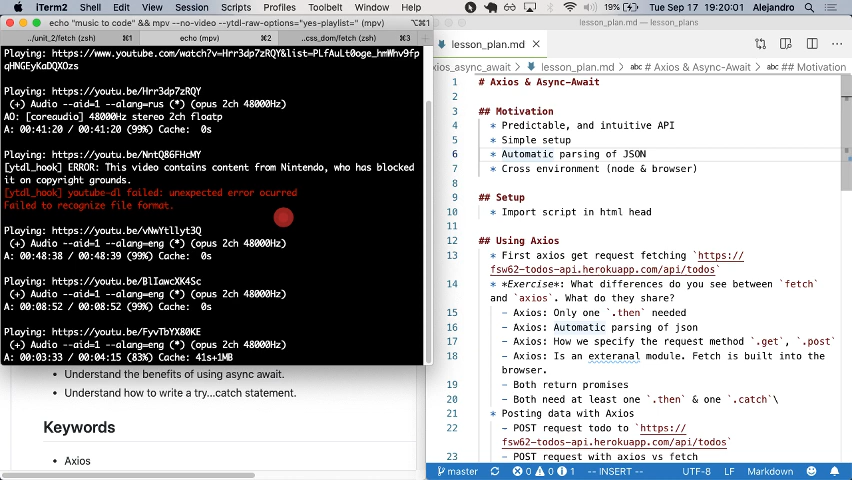 iTerm2 Shell Edit View Session Scripts Profiles Toolbelt Window Help 19% Tue Sep 17 20:20:01 Alejandro
echo "music to code" && mpv --no-video --ytdl-raw-options="yes-playlist=" (mpv) ⌥⌘1
../unit_2/fetch (zsh) ⌘1 echo (mpv) ⌘2 ..css_dom/fetch (zsh) ⌘3
Playing: https://www.youtube.com/watch?v=Hrr3dp7zRQY&list=PLfAuLt0oge_hmWnv9fp
qHNGEyKaDQXOzs
Playing: https://youtu.be/Hrr3dp7zRQY
(+) Audio --aid=1 --alang=rus (*) (opus 2ch 48000Hz)
AO: [coreaudio] 48000Hz stereo 2ch floatp
A: 00:41:20 / 00:41:20 (99%) Cache: 0s
Playing: https://youtu.be/NntQ86FHcMY
[ytdl_hook] ERROR: This video contains content from Nintendo, who has blocked
it on copyright grounds.
[ytdl_hook] youtube-dl failed: unexpected error ocurred
Failed to recognize file format.
Playing: https://youtu.be/vNwYtllyt3Q
(+) Audio --aid=1 --alang=eng (*) (opus 2ch 48000Hz)
A: 00:48:38 / 00:48:39 (99%) Cache: 0s
Playing: https://youtu.be/BlIawcXK4Sc
(+) Audio --aid=1 --alang=eng (*) (opus 2ch 48000Hz)
A: 00:08:52 / 00:08:52 (99%) Cache: 0s
Playing: https://youtu.be/FyvTbYX80KE
(+) Audio --aid=1 --alang=eng (*) (opus 2ch 48000Hz)
A: 00:03:33 / 00:04:15 (83%) Cache: 41s+1MB
• Understand the benefits of using async await.
• Understand how to write a try...catch statement.
Keywords
• Axios
lesson_plan.md — lesson_plans
lesson_plan.md
axios_async_await › lesson_plan.md › # Axios & Async-Await › ## Motivation
1 # Axios & Async-Await
2
3 ## Motivation
4 * Predictable, and intuitive API
5 * Simple setup
6 * Automatic parsing of JSON
7 * Cross environment (node & browser)
8
9 ## Setup
10 * Import script in html head
11
12 ## Using Axios
13 * First axios get request fetching `https://
fsw62-todos-api.herokuapp.com/api/todos`
14 * *Exercise*: What differences do you see between `fetch`
and `axios`. What do they share?
15 - Axios: Only one `.then` needed
16 - Axios: Automatic parsing of json
17 - Axios: How we specify the request method `.get`, `.post`
18 - Axios: Is an exteranal module. Fetch is built into the
browser.
19 - Both return promises
20 - Both need at least one `.then` & one `.catch`\
21 * Posting data with Axios
22 - POST request todo to `https://
fsw62-todos-api.herokuapp.com/api/todos`
23 - POST request with axios vs fetch
master 0 0 1 -- INSERT -- UTF-8 LF Markdown